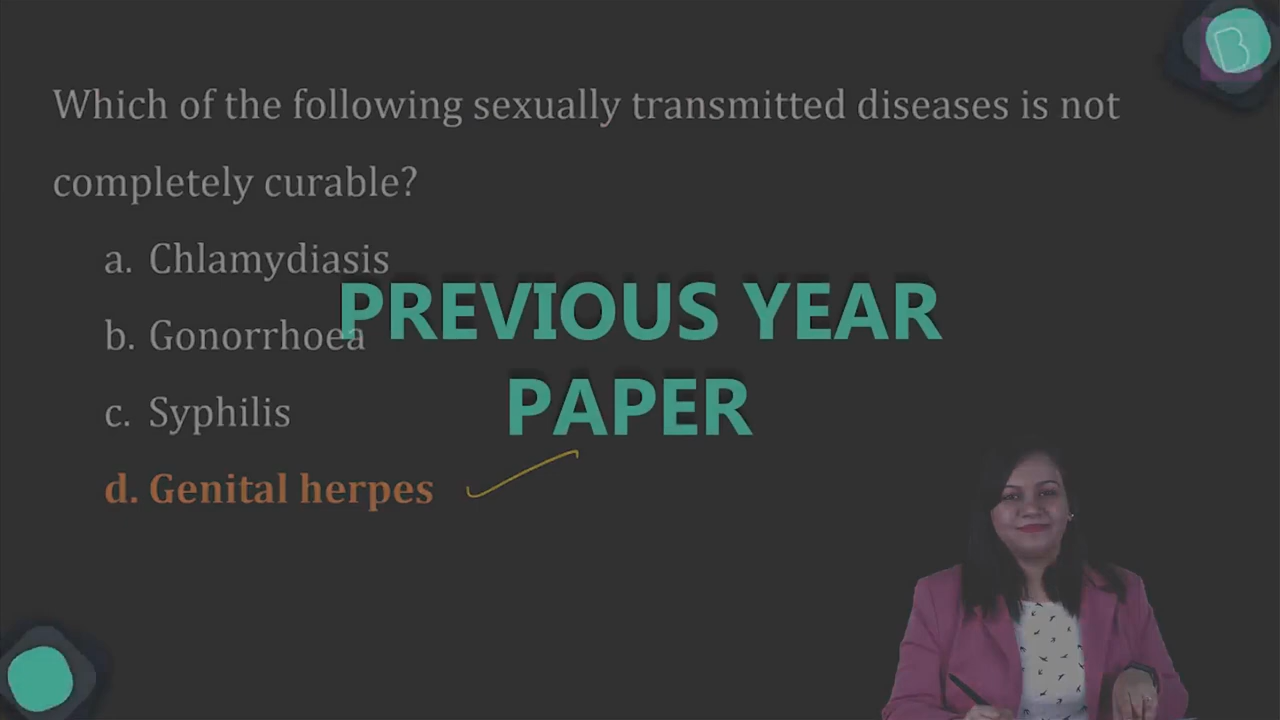 Which of the following sexually transmitted diseases is not
completely curable?
a. Chlamydiasis
b. Gonorrhoea
c. Syphilis
d. Genital herpes
PREVIOUS YEAR
PAPER
B